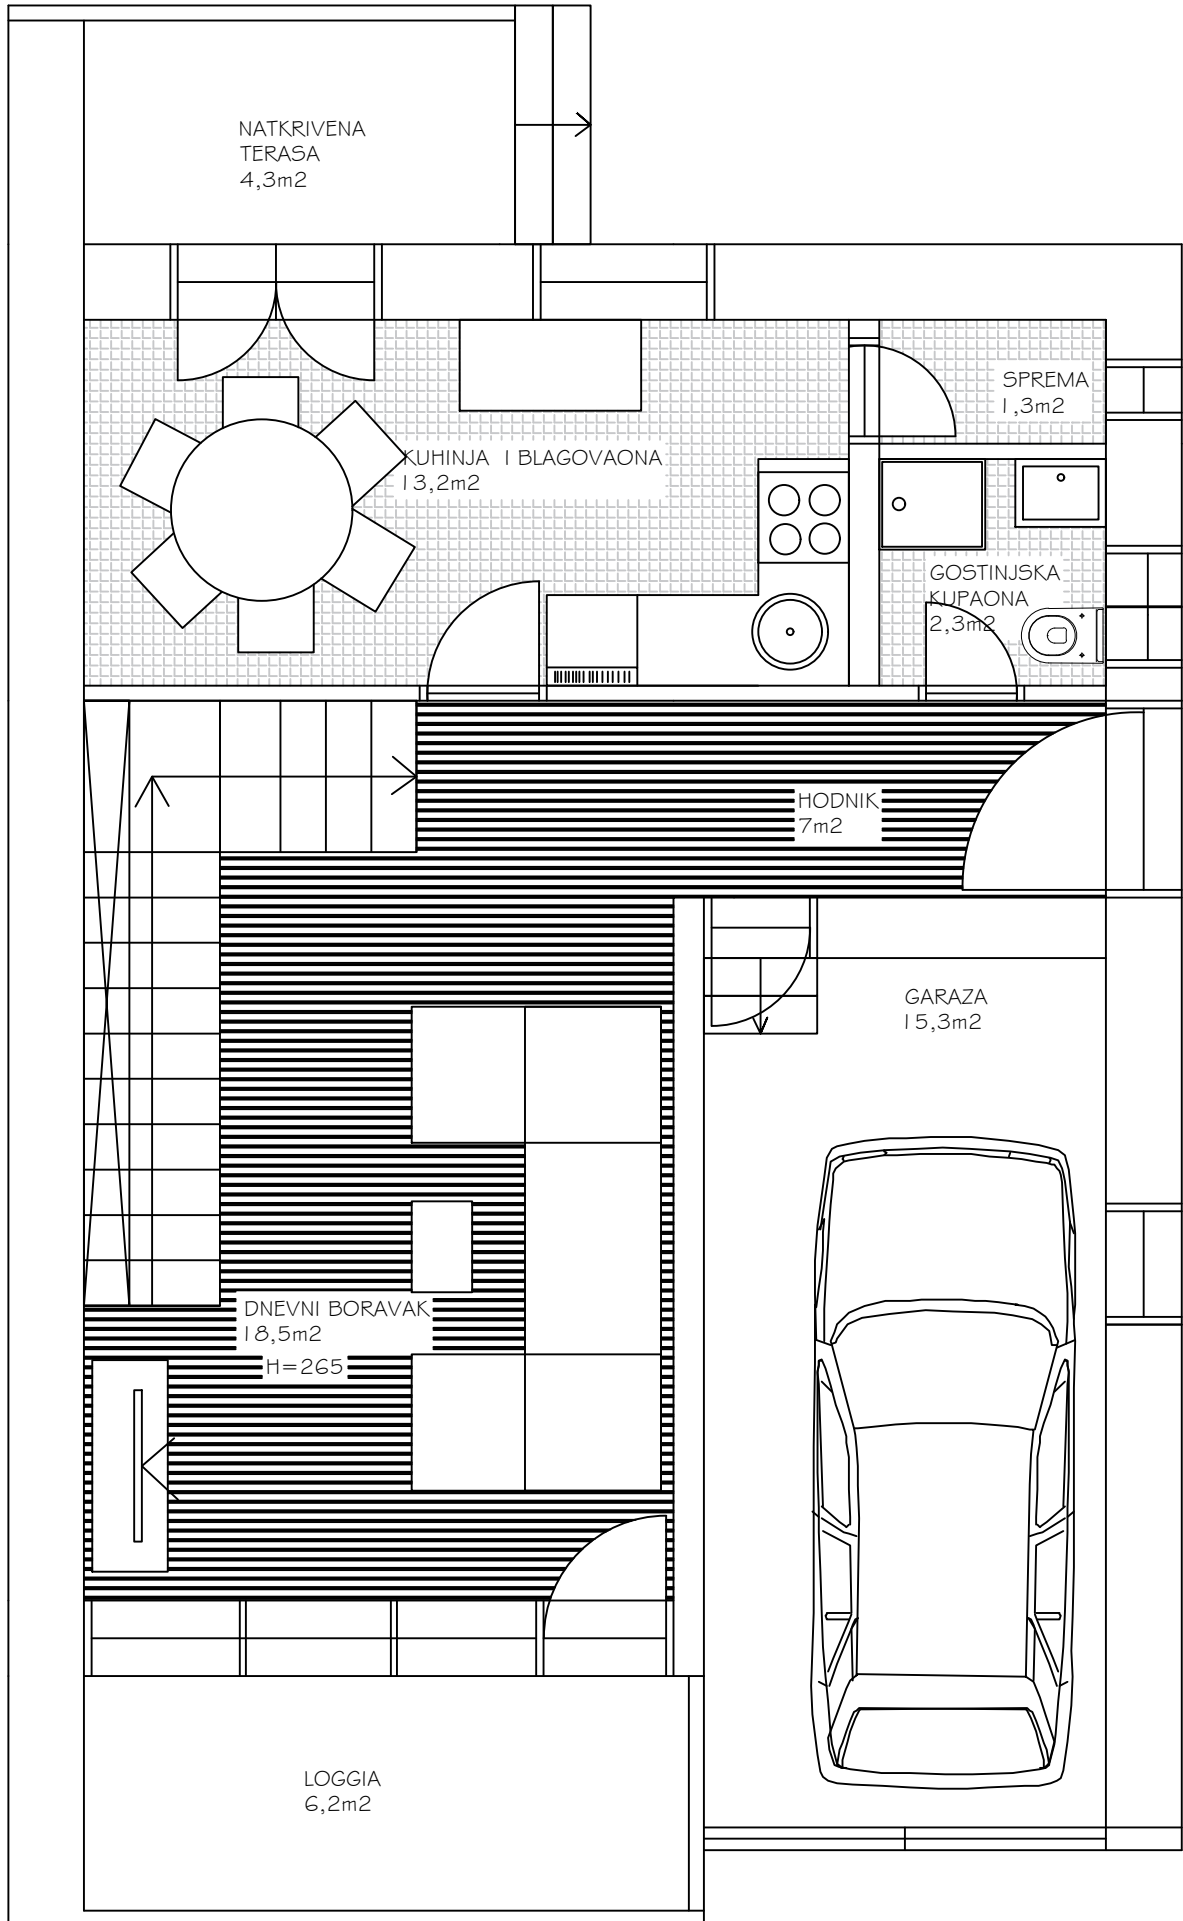 NATKRIVENA
TERASA
4,3m2
SPREMA
1,3m2
KUHINJA I BLAGOVAONA
13,2m2
GOSTINJSKA
KUPAONA
2,3m2
HODNIK
7m2
GARAZA
15,3m2
DNEVNI BORAVAK
18,5m2
H=265
LOGGIA
6,2m2